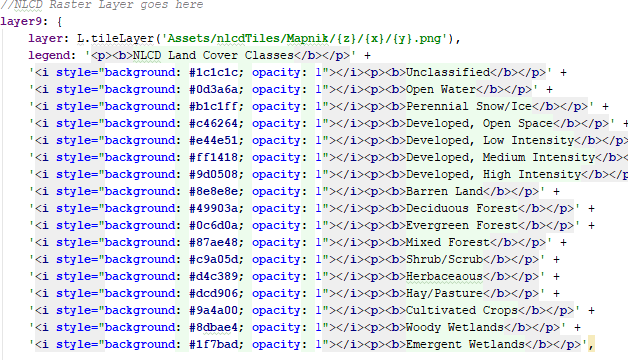 //NLCD Raster Layer goes here
layer9: {
layer: L.tileLayer('Assets/nlcdTiles/Mapnik/{z}/{x}/{y}.png'),
legend: '<p><b>NLCD Land Cover Classes</b></p>' +
'<i style="background: #1c1c1c; opacity: 1"></i><p><b>Unclassified</b></p>' +
'<i style="background: #0d3a6a; opacity: 1"></i><p><b>Open Water</b></p>' +
'<i style="background: #b1c1ff; opacity: 1"></i><p><b>Perennial Snow/Ice</b></p>' +
'<i style="background: #c46264; opacity: 1"></i><p><b>Developed, Open Space</b></p>' +
'<i style="background: #e44e51; opacity: 1"></i><p><b>Developed, Low Intensity</b></p>
'<i style="background: #ff1418; opacity: 1"></i><p><b>Developed, Medium Intensity</b><
'<i style="background: #9d0508; opacity: 1"></i><p><b>Developed, High Intensity</b></p
'<i style="background: #8e8e8e; opacity: 1"></i><p><b>Barren Land</b></p>' +
'<i style="background: #49903a; opacity: 1"></i><p><b>Deciduous Forest</b></p>' +
'<i style="background: #0c6d0a; opacity: 1"></i><p><b>Evergreen Forest</b></p>' +
'<i style="background: #87ae48; opacity: 1"></i><p><b>Mixed Forest</b></p>' +
'<i style="background: #c9a05d; opacity: 1"></i><p><b>Shrub/Scrub</b></p>' +
'<i style="background: #d4c389; opacity: 1"></i><p><b>Herbaceaous</b></p>' +
'<i style="background: #dcd906; opacity: 1"></i><p><b>Hay/Pasture</b></p>' +
'<i style="background: #9a4a00; opacity: 1"></i><p><b>Cultivated Crops</b></p>' +
'<i style="background: #8dbae4; opacity: 1"></i><p><b>Woody Wetlands</b></p>' +
'<i style="background: #1f7bad; opacity: 1"></i><p><b>Emergent Wetlands</b></p>',